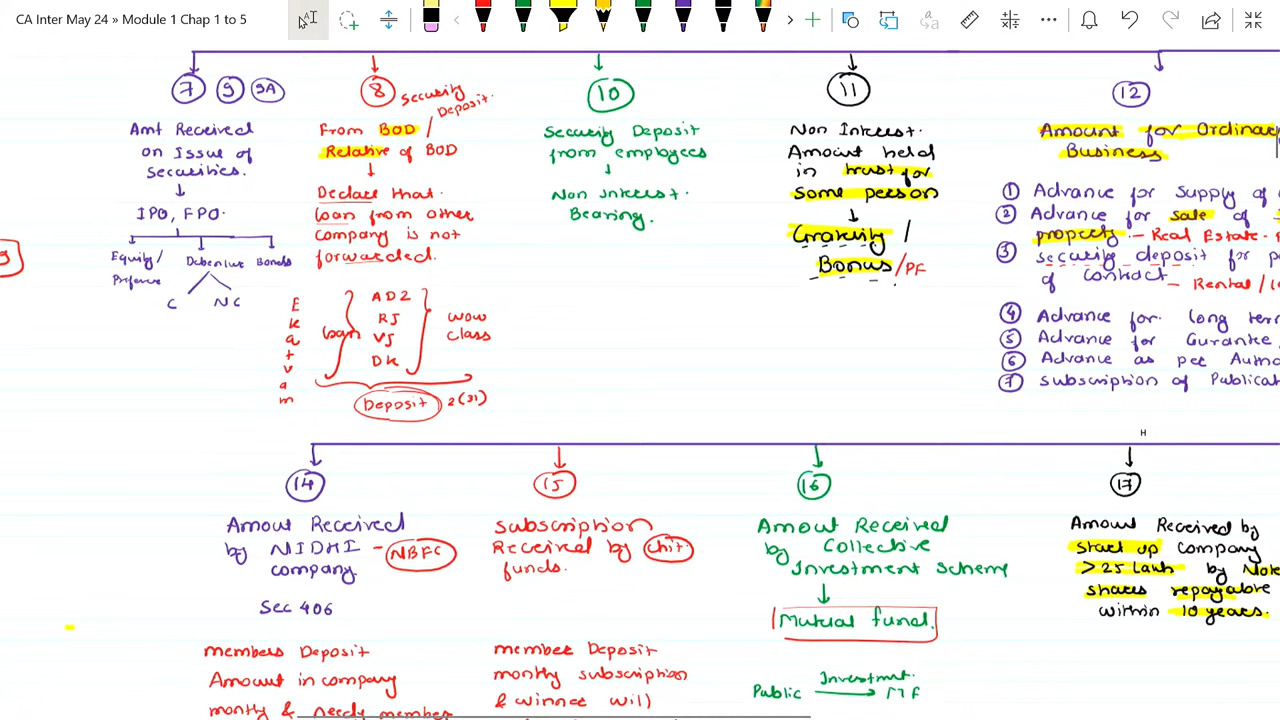 CA Inter May 24 » Module 1 Chap 1 to 5
7 9 9A
Amt Received
on Issue of
securities.
IPO, FPO.
Equity/
Debenture
Bonds
C NC
8
Security
Deposit.
From BOD /
Relative of BOD
Declare that
loan from other
company is not
forwarded.
Ekatvam
loan
AD2
RJ
VJ
DK
wow
class
Deposit 2(31)
10
Security Deposit
from employees
Non Interest.
Bearing.
11
Non Interest.
Amount held
in trust for
some person
Gratuity /
Bonus /PF
12
Amount for Ordinary
Business
① Advance for Supply of
② Advance for sale of
property - Real Estate.
③ security deposit for
of contract - Rental /
④ Advance for long
⑤ Advance for Gurante
⑥ Advance as per
⑦ subscription of
14
Amout Received
by NIDHI - NBFC
company
Sec 406
members Deposit
Amount in company
monthy & needy member
15
Subscription
Received by chit
funds.
member Deposit
monthy subscription
& winner will
16
Amout Received
by Collective
Investment scheme
Mutual fund.
Investment.
Public MF
17
Amount Received by
start up company
>25 Lakh by Note
shares repayable
within 10 years.